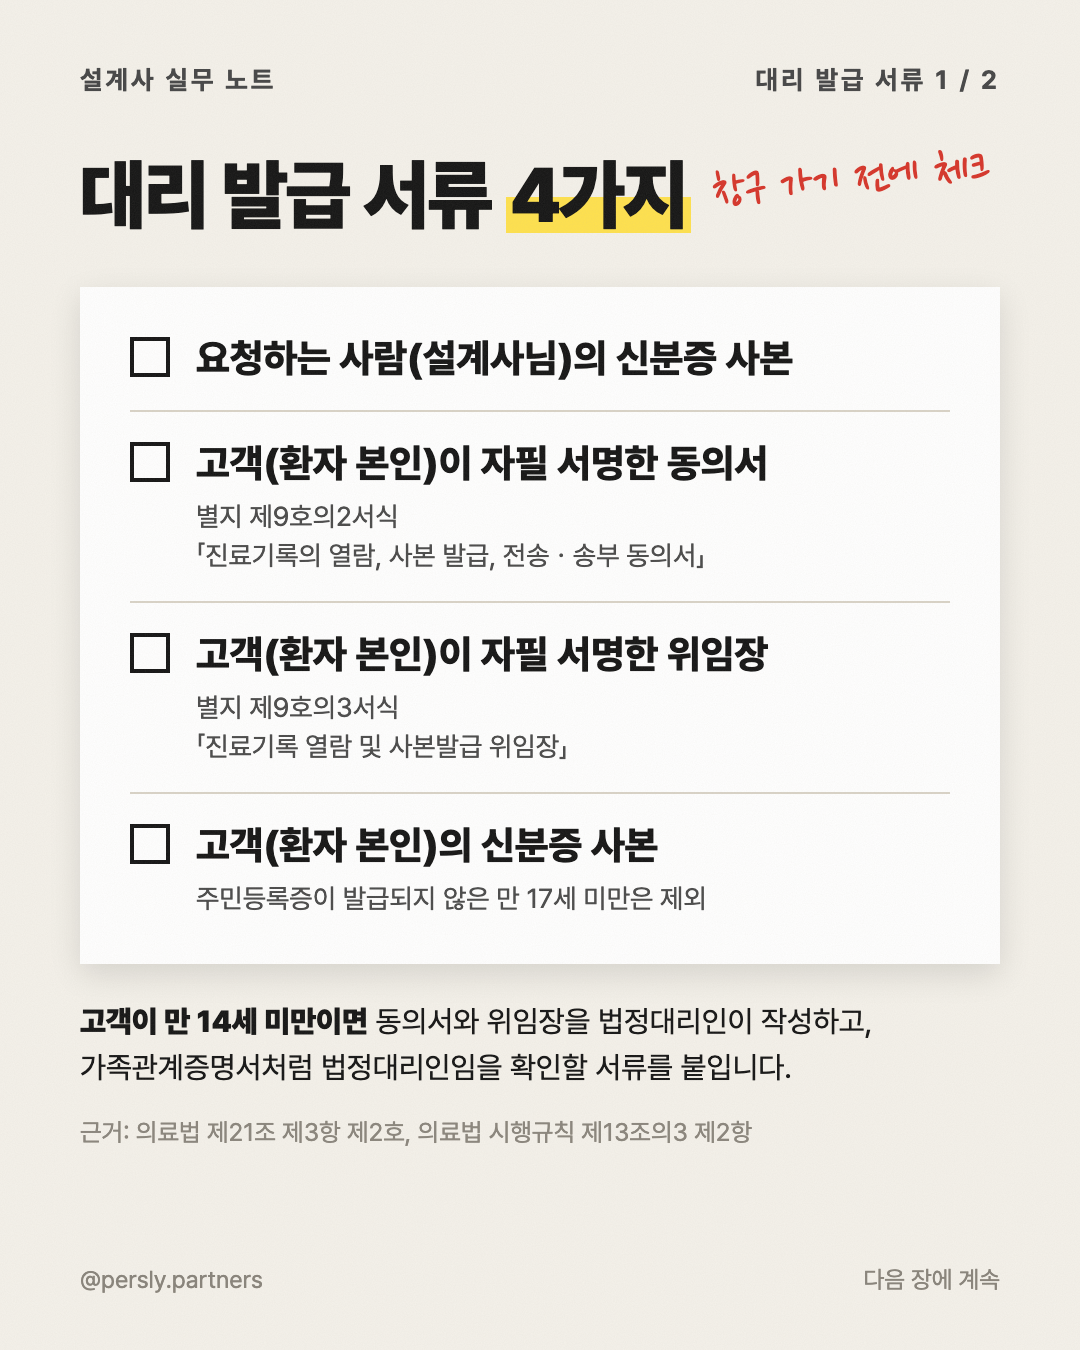 설계사 실무 노트
대리 발급 서류 1 / 2
대리 발급 서류 4가지
창구 가기 전에 체크
요청하는 사람(설계사님)의 신분증 사본
고객(환자 본인)이 자필 서명한 동의서
별지 제9호의2서식
「진료기록의 열람, 사본 발급, 전송 · 송부 동의서」
고객(환자 본인)이 자필 서명한 위임장
별지 제9호의3서식
「진료기록 열람 및 사본발급 위임장」
고객(환자 본인)의 신분증 사본
주민등록증이 발급되지 않은 만 17세 미만은 제외
고객이 만 14세 미만이면 동의서와 위임장을 법정대리인이 작성하고,
가족관계증명서처럼 법정대리인임을 확인할 서류를 붙입니다.
근거: 의료법 제21조 제3항 제2호, 의료법 시행규칙 제13조의3 제2항
@persly.partners
다음 장에 계속